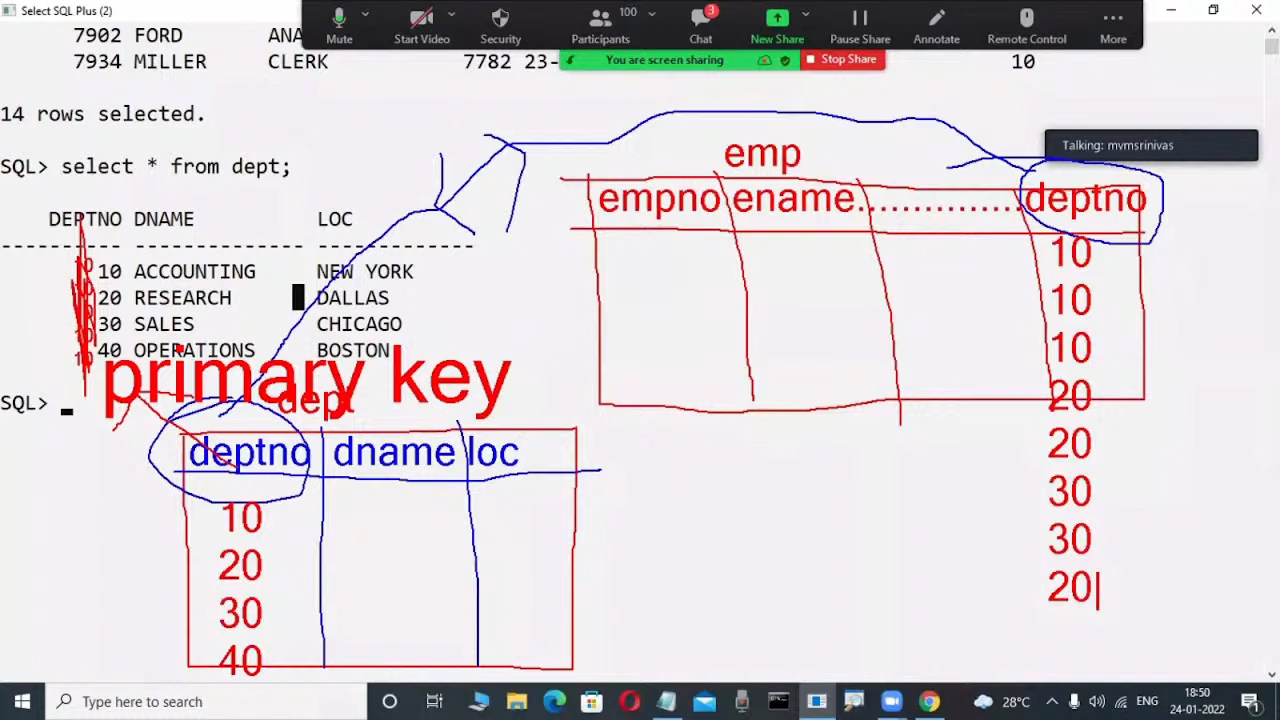 Select SQL Plus (2)
Mute
Start Video
Security
100
Participants
3
Chat
New Share
Pause Share
Annotate
Remote Control
More
You are screen sharing
Stop Share
7902 FORD ANA
7934 MILLER CLERK 7782 23- 10
14 rows selected.
SQL> select * from dept;
Talking: mvmsrinivas
DEPTNO DNAME LOC
---------- -------------- -------------
10 ACCOUNTING NEW YORK
20 RESEARCH DALLAS
30 SALES CHICAGO
40 OPERATIONS BOSTON
SQL>
10
10
primary key
dept
deptno dname loc
10
20
30
40
emp
empno ename...............deptno
10
10
10
20
20
30
30
20
Type here to search
28°C
ENG
18:50
24-01-2022
1